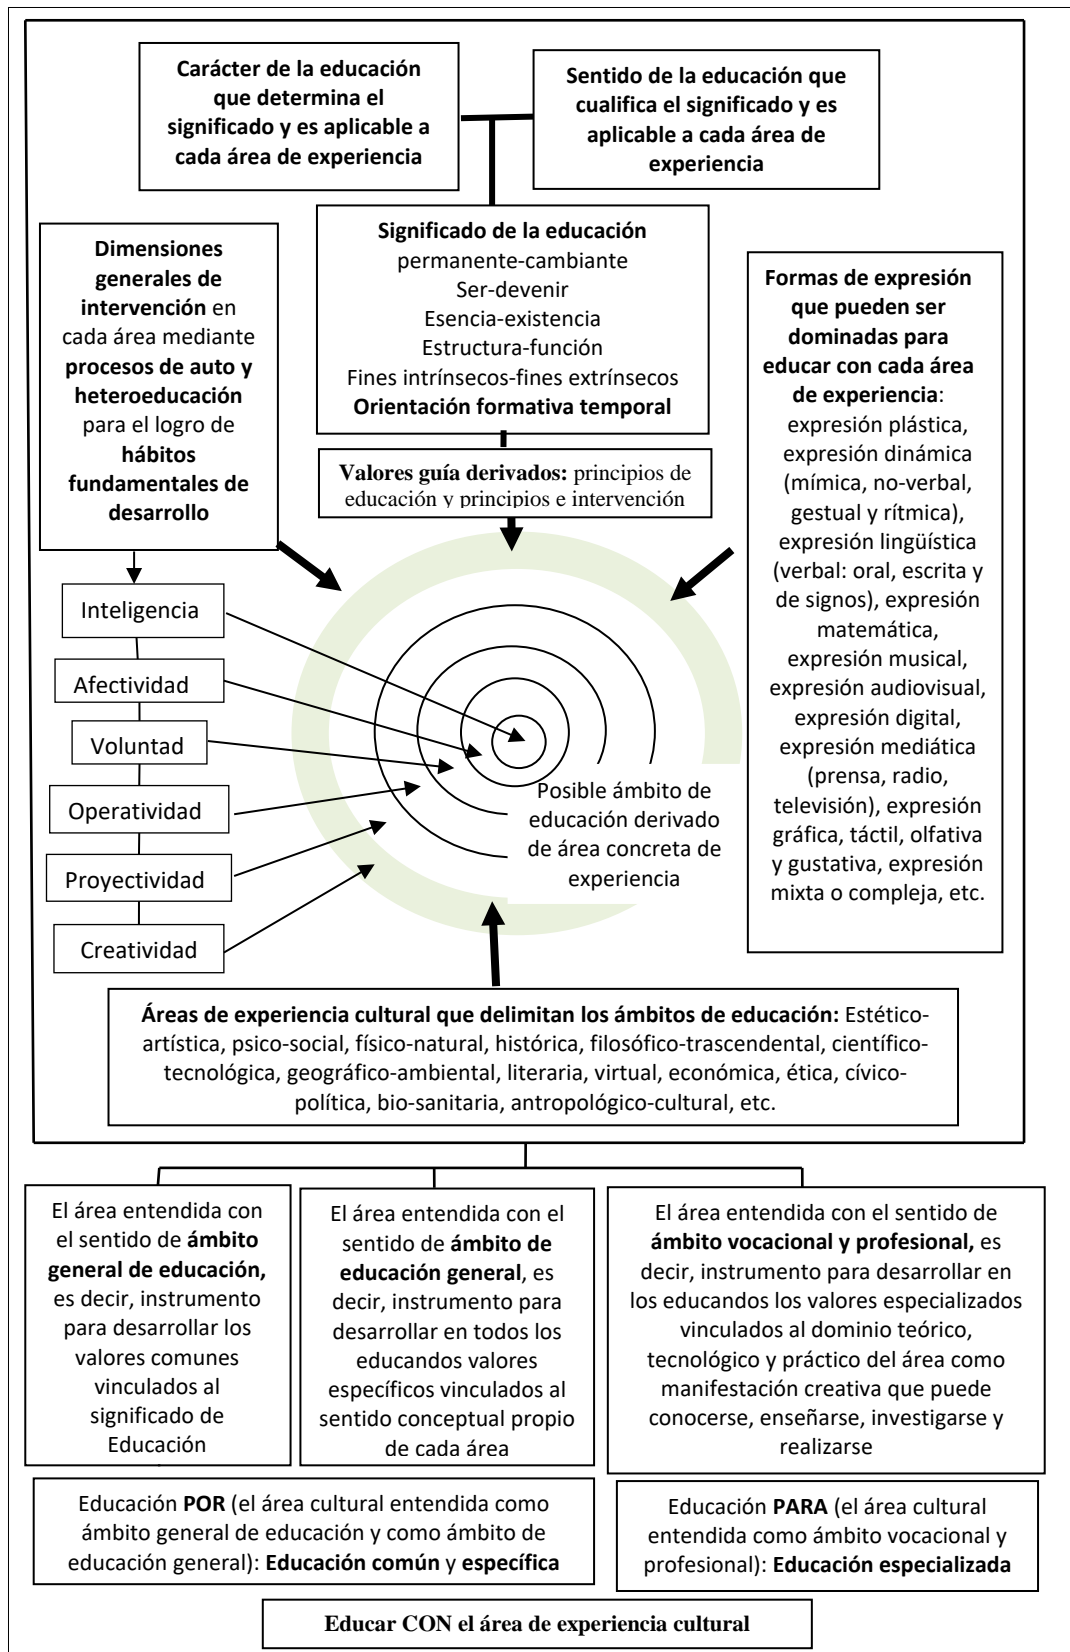 Carácter de la educación
que determina el
significado y es aplicable a
cada área de experiencia
Sentido de la educación que
cualifica el significado y es
aplicable a cada área de
experiencia
Significado de la educación
permanente-cambiante
Ser-devenir
Esencia-existencia
Estructura-función
Fines intrínsecos-fines extrínsecos
Orientación formativa temporal
Dimensiones
generales de
intervención en
cada área mediante
procesos de auto y
heteroeducación
para el logro de
hábitos
fundamentales de
desarrollo
Formas de expresión
que pueden ser
dominadas para
educar con cada área
de experiencia:
expresión plástica,
expresión dinámica
(mímica, no-verbal,
gestual y rítmica),
expresión lingüística
(verbal: oral, escrita y
de signos), expresión
matemática,
expresión musical,
expresión audiovisual,
expresión digital,
expresión mediática
(prensa, radio,
televisión), expresión
gráfica, táctil, olfativa
y gustativa, expresión
mixta o compleja, etc.
Valores guía derivados: principios de
educación y principios e intervención
Inteligencia
Afectividad
Voluntad
Operatividad
Proyectividad
Creatividad
Posible ámbito de
educación derivado
de área concreta de
experiencia
Áreas de experiencia cultural que delimitan los ámbitos de educación: Estético-
artística, psico-social, físico-natural, histórica, filosófico-trascendental, científico-
tecnológica, geográfico-ambiental, literaria, virtual, económica, ética, cívico-
política, bio-sanitaria, antropológico-cultural, etc.
El área entendida con
el sentido de ámbito
general de educación,
es decir, instrumento
para desarrollar los
valores comunes
vinculados al
significado de
Educación
El área entendida con el
sentido de ámbito de
educación general, es
decir, instrumento para
desarrollar en todos los
educandos valores
específicos vinculados al
sentido conceptual propio
de cada área
El área entendida con el sentido de
ámbito vocacional y profesional, es
decir, instrumento para desarrollar en
los educandos los valores especializados
vinculados al dominio teórico,
tecnológico y práctico del área como
manifestación creativa que puede
conocerse, enseñarse, investigarse y
realizarse
Educación POR (el área cultural entendida como
ámbito general de educación y como ámbito de
educación general): Educación común y específica
Educación PARA (el área cultural
entendida como ámbito vocacional y
profesional): Educación especializada
Educar CON el área de experiencia cultural